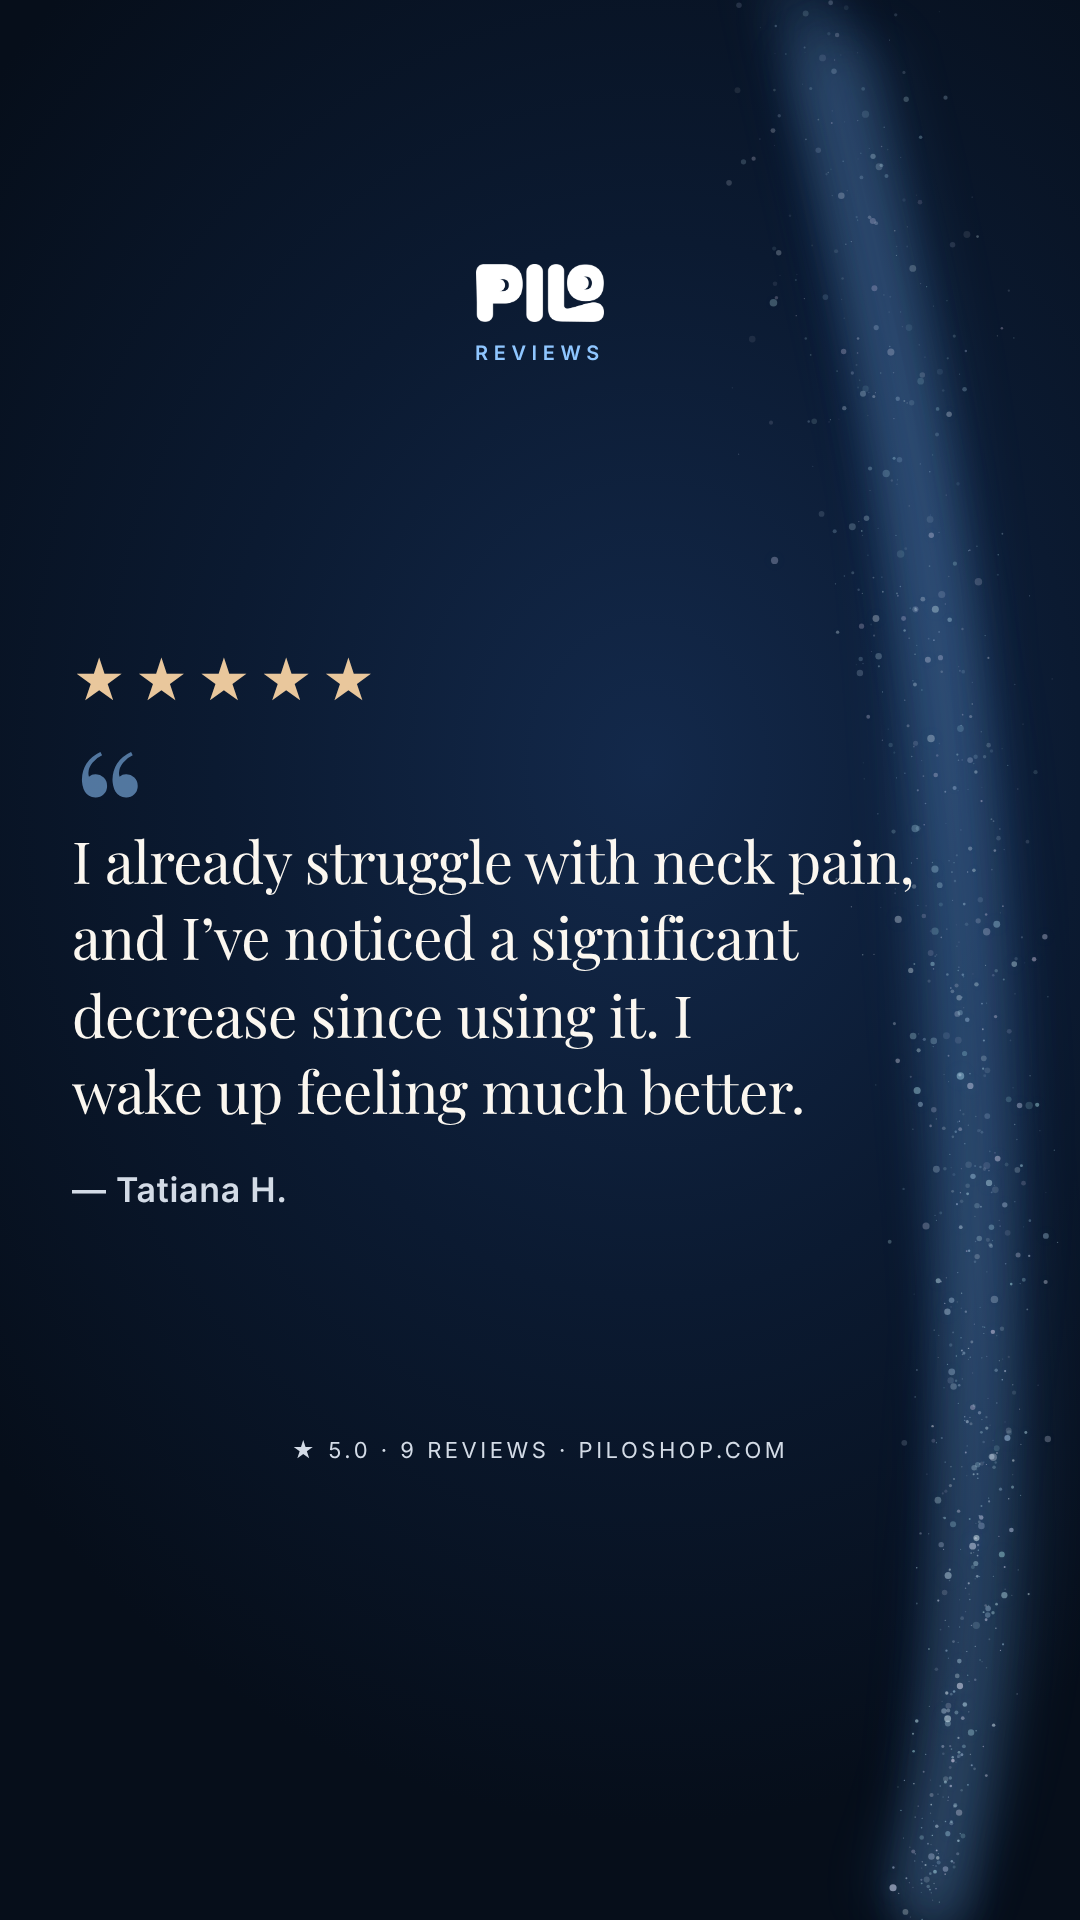 PILO
REVIEWS
★★★★★
“
I already struggle with neck pain,
and I’ve noticed a significant
decrease since using it. I
wake up feeling much better.
— Tatiana H.
★ 5.0 · 9 REVIEWS · PILOSHOP.COM